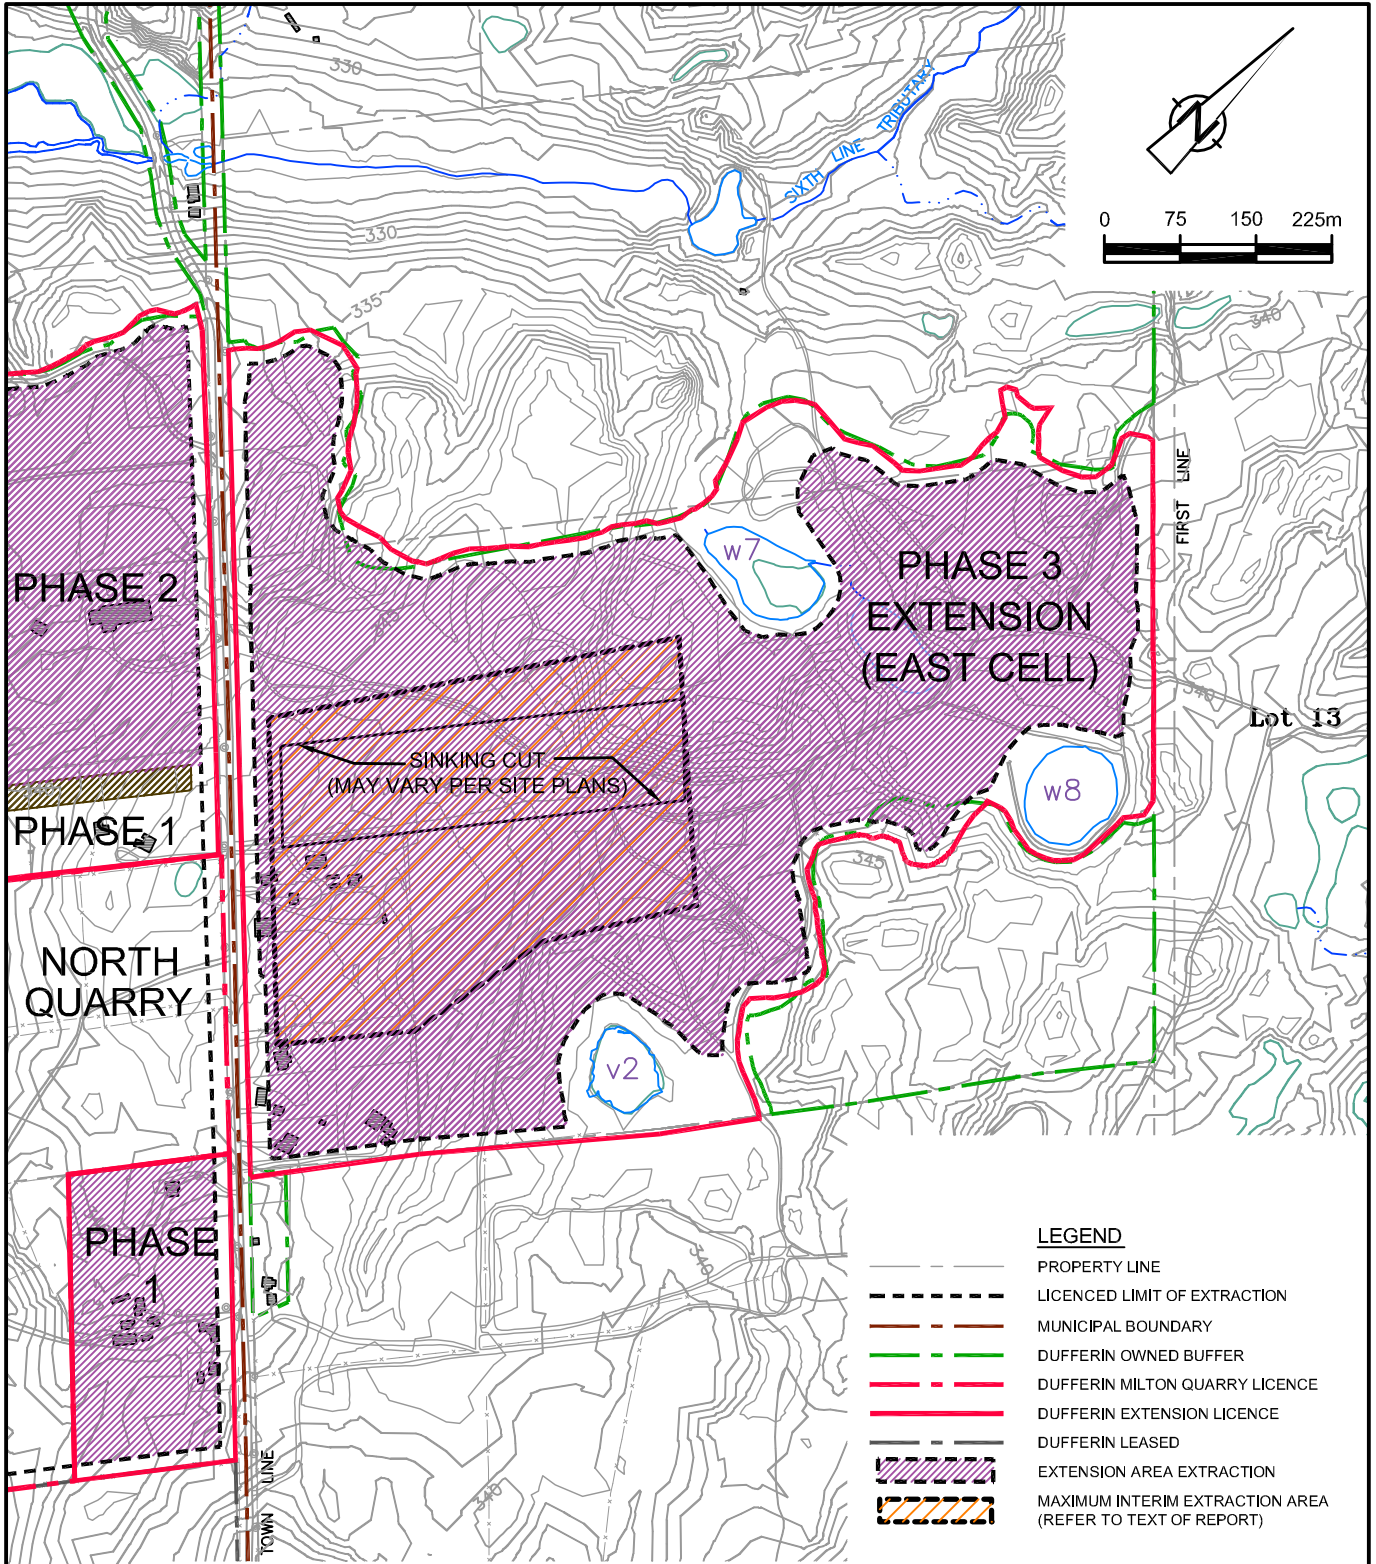 330
SIXTH LINE TRIBUTARY
N
0 75 150 225m
330
335
340
FIRST LINE
w7
PHASE 3
EXTENSION
(EAST CELL)
PHASE 2
345
340
Lot 13
SINKING CUT
(MAY VARY PER SITE PLANS)
w8
PHASE 1
345
NORTH
QUARRY
v2
PHASE
1
340
340
TOWN LINE
LEGEND
PROPERTY LINE
LICENCED LIMIT OF EXTRACTION
MUNICIPAL BOUNDARY
DUFFERIN OWNED BUFFER
DUFFERIN MILTON QUARRY LICENCE
DUFFERIN EXTENSION LICENCE
DUFFERIN LEASED
EXTENSION AREA EXTRACTION
MAXIMUM INTERIM EXTRACTION AREA
(REFER TO TEXT OF REPORT)